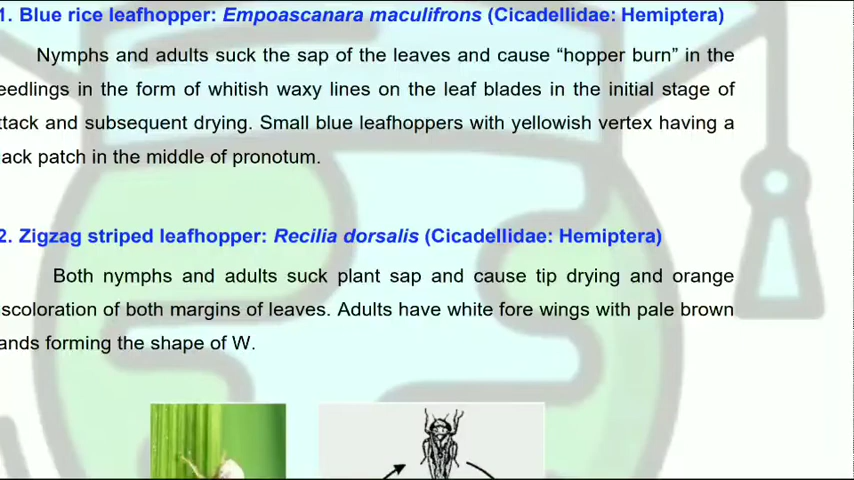 1. Blue rice leafhopper: Empoascanara maculifrons (Cicadellidae: Hemiptera)
Nymphs and adults suck the sap of the leaves and cause “hopper burn” in the
eedlings in the form of whitish waxy lines on the leaf blades in the initial stage of
ttack and subsequent drying. Small blue leafhoppers with yellowish vertex having a
lack patch in the middle of pronotum.
2. Zigzag striped leafhopper: Recilia dorsalis (Cicadellidae: Hemiptera)
Both nymphs and adults suck plant sap and cause tip drying and orange
iscoloration of both margins of leaves. Adults have white fore wings with pale brown
ands forming the shape of W.